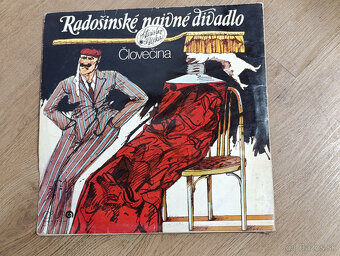 Radošinské naivné divadlo
Človečina